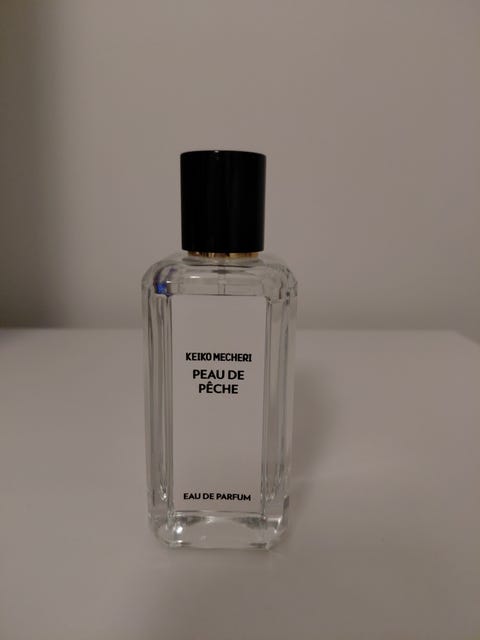 KEIKO MECHERI
PEAU DE
PÊCHE
EAU DE PARFUM